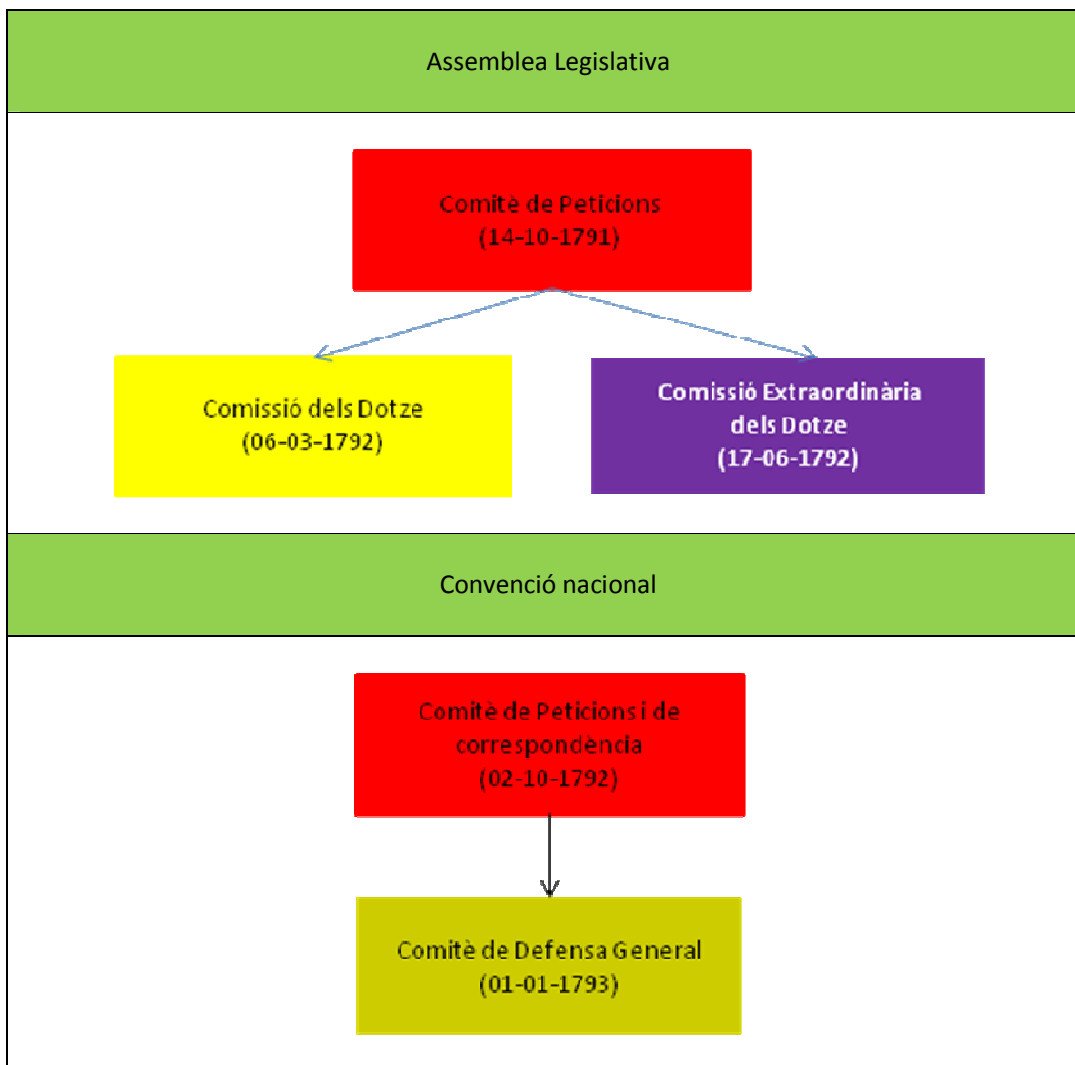 Assemblea Legislativa
Comitè de Peticions
(14-10-1791)
Comissió dels Dotze
(06-03-1792)
Comissió Extraordinària
dels Dotze
(17-06-1792)
Convenció nacional
Comitè de Peticions i de
correspondència
(02-10-1792)
Comitè de Defensa General
(01-01-1793)